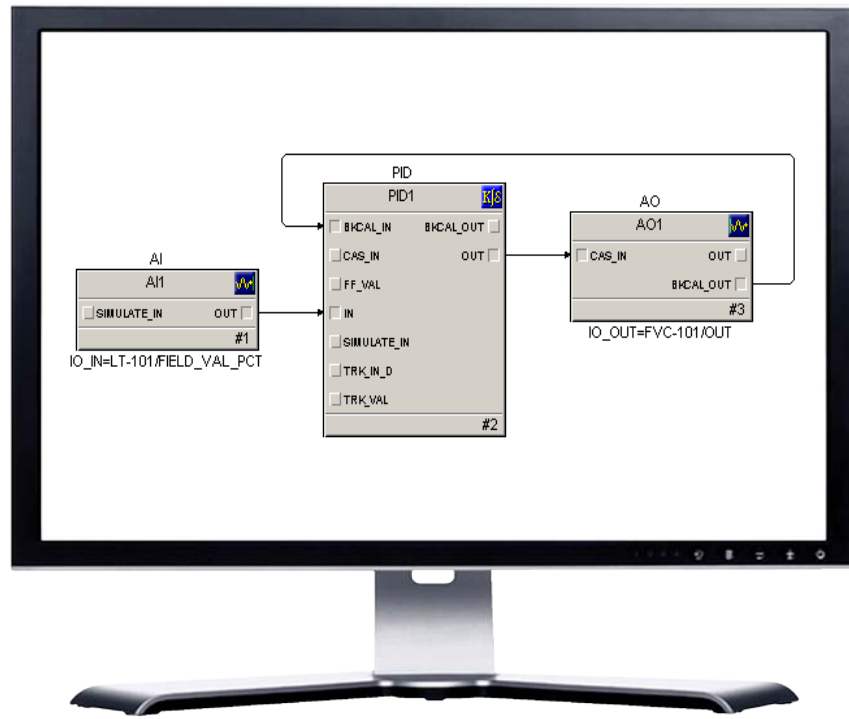 AI
AI1
SIMULATE_IN OUT
#1
IO_IN=LT-101/FIELD_VAL_PCT
PID
PID1
BKCAL_IN BKCAL_OUT
CAS_IN OUT
FF_VAL
IN
SIMULATE_IN
TRK_IN_D
TRK_VAL
#2
AO
AO1
CAS_IN OUT
BKCAL_OUT
#3
IO_OUT=FVC-101/OUT